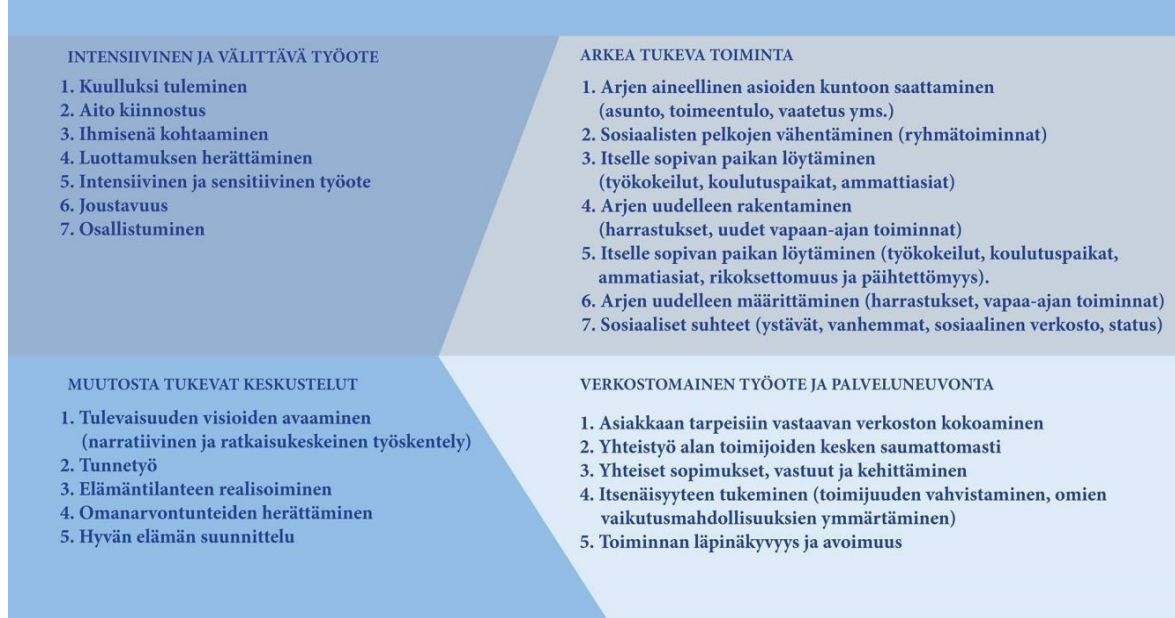 INTENSIIVINEN JA VÄLITTÄVÄ TYÖOTE
1. Kuulluksi tuleminen
2. Aito kiinnostus
3. Ihmisenä kohtaaminen
4. Luottamuksen herättäminen
5. Intensiivinen ja sensitiivinen työote
6. Joustavuus
7. Osallistuminen
ARKEA TUKEVA TOIMINTA
1. Arjen aineellinen asioiden kuntoon saattaminen
(asunto, toimeentulo, vaatetus yms.)
2. Sosiaalisten pelkojen vähentäminen (ryhmätoiminnat)
3. Itselle sopivan paikan löytäminen
(työkokeilut, koulutuspaikat, ammattiasiat)
4. Arjen uudelleen rakentaminen
(harrastukset, uudet vapaan-ajan toiminnat)
5. Itselle sopivan paikan löytäminen (työkokeilut, koulutuspaikat,
ammatiasiat, rikoksettomuus ja päihtettömyys).
6. Arjen uudelleen määrittäminen (harrastukset, vapaa-ajan toiminnat)
7. Sosiaaliset suhteet (ystävät, vanhemmat, sosiaalinen verkosto, status)
MUUTOSTA TUKEVAT KESKUSTELUT
1. Tulevaisuuden visioiden avaaminen
(narratiivinen ja ratkaisukeskeinen työskentely)
2. Tunnetyö
3. Elämäntilanteen realisoiminen
4. Omanarvontunteiden herättäminen
5. Hyvän elämän suunnittelu
VERKOSTOMAINEN TYÖOTE JA PALVELUNEUVONTA
1. Asiakkaan tarpeisiin vastaavan verkoston kokoaminen
2. Yhteistyö alan toimijoiden kesken saumattomasti
3. Yhteiset sopimukset, vastuut ja kehittäminen
4. Itsenäisyyteen tukeminen (toimijuuden vahvistaminen, omien
vaikutusmahdollisuuksien ymmärtäminen)
5. Toiminnan läpinäkyvyys ja avoimuus